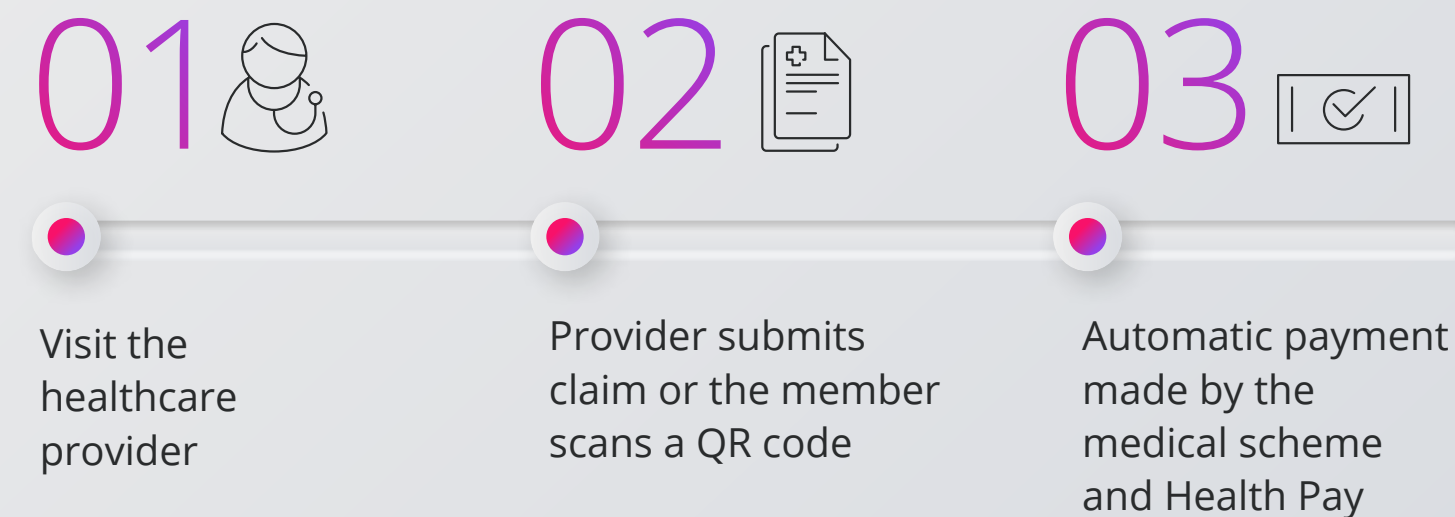 01
02
03
Visit the
healthcare
provider
Provider submits
claim or the member
scans a QR code
Automatic payment
made by the
medical scheme
and Health Pay